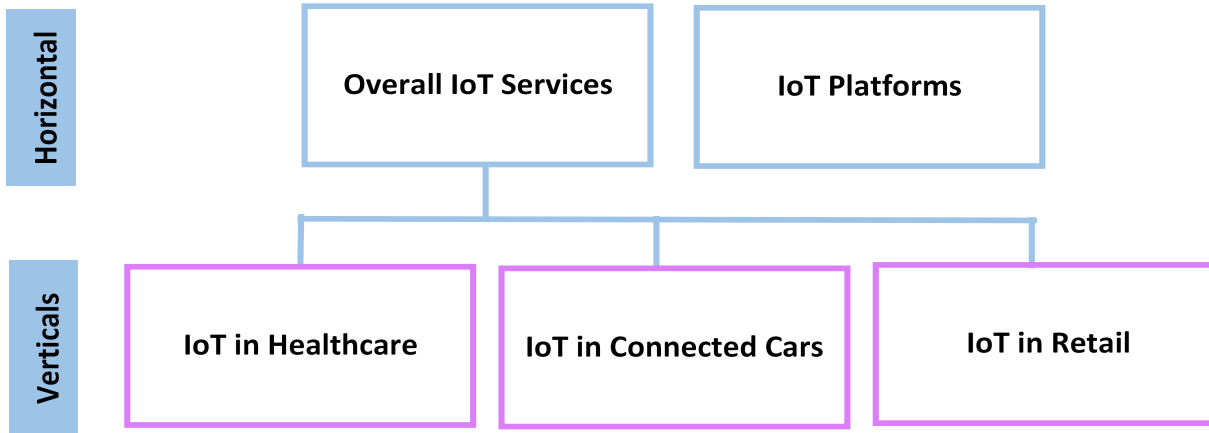 Horizontal
Overall IoT Services
IoT Platforms
Verticals
IoT in Healthcare
IoT in Connected Cars
IoT in Retail